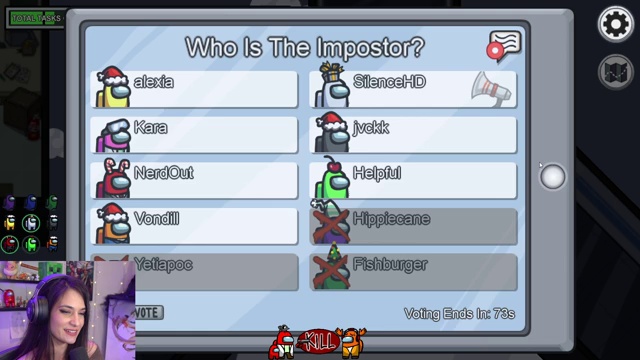 TOTAL TASKS
Who Is The Impostor?
alexia
SilenceHD
Kara
jvckk
NerdOut
Helpful
Vondill
Hippiecane
Yetiapoc
Fishburger
VOTE
Voting Ends In: 73s
KILL